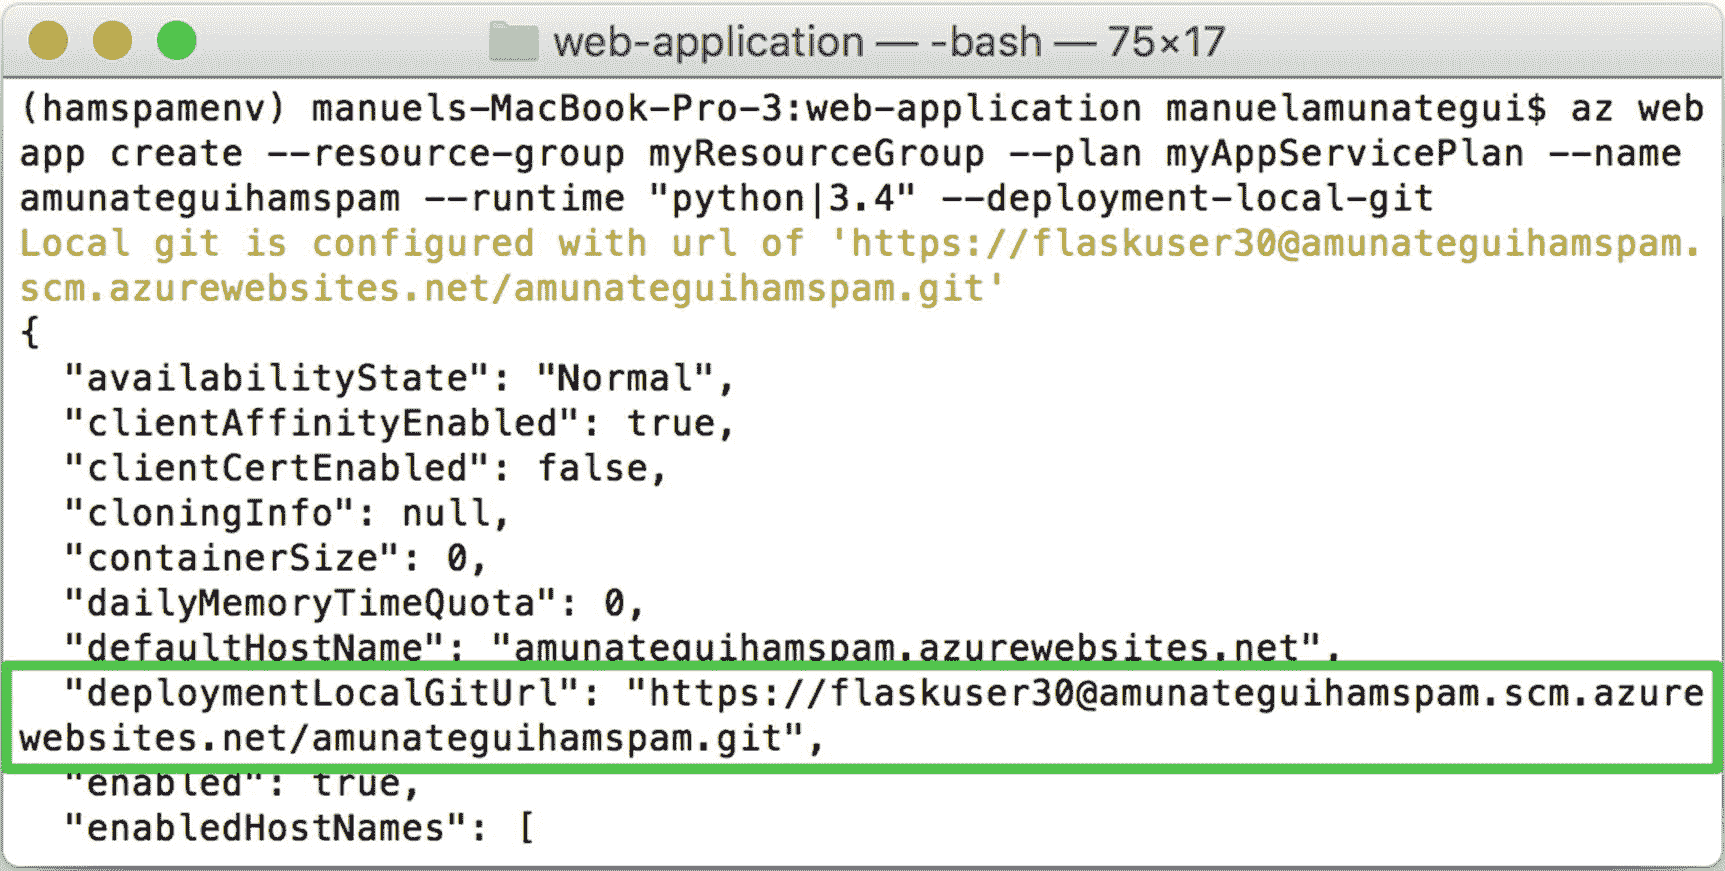 web-application — -bash — 75×17
(hamspamenv) manuels-MacBook-Pro-3:web-application manuelamunategui$ az web
app create --resource-group myResourceGroup --plan myAppServicePlan --name
amunateguihamspam --runtime "python|3.4" --deployment-local-git
Local git is configured with url of 'https://flaskuser30@amunateguihamspam.
scm.azurewebsites.net/amunateguihamspam.git'
{
  "availabilityState": "Normal",
  "clientAffinityEnabled": true,
  "clientCertEnabled": false,
  "cloningInfo": null,
  "containerSize": 0,
  "dailyMemoryTimeQuota": 0,
  "defaultHostName": "amunateguihamspam.azurewebsites.net",
  "deploymentLocalGitUrl": "https://flaskuser30@amunateguihamspam.scm.azure
websites.net/amunateguihamspam.git",
  "enabled": true,
  "enabledHostNames": [